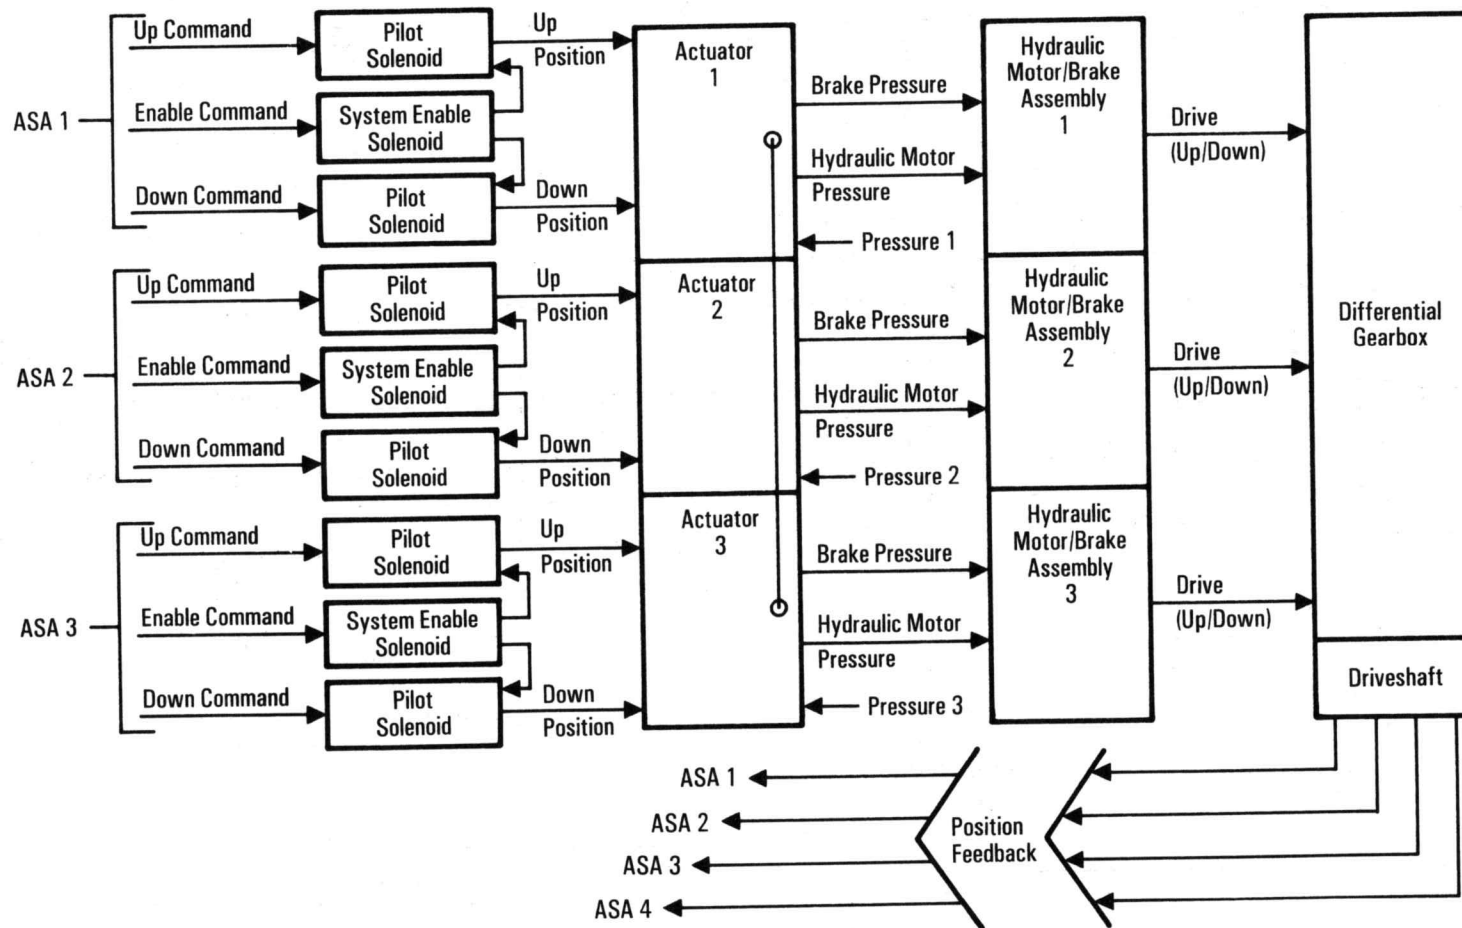 ASA 1
Up Command
Enable Command
Down Command
Pilot
Solenoid
System Enable
Solenoid
Pilot
Solenoid
Up
Position
Down
Position
ASA 2
Up Command
Enable Command
Down Command
Pilot
Solenoid
System Enable
Solenoid
Pilot
Solenoid
Up
Position
Down
Position
ASA 3
Up Command
Enable Command
Down Command
Pilot
Solenoid
System Enable
Solenoid
Pilot
Solenoid
Up
Position
Down
Position
Actuator
1
Actuator
2
Actuator
3
Brake Pressure
Hydraulic Motor
Pressure
Pressure 1
Brake Pressure
Hydraulic Motor
Pressure
Pressure 2
Brake Pressure
Hydraulic Motor
Pressure
Pressure 3
Hydraulic
Motor/Brake
Assembly
1
Hydraulic
Motor/Brake
Assembly
2
Hydraulic
Motor/Brake
Assembly
3
Drive
(Up/Down)
Drive
(Up/Down)
Drive
(Up/Down)
Differential
Gearbox
Driveshaft
Position
Feedback
ASA 1
ASA 2
ASA 3
ASA 4